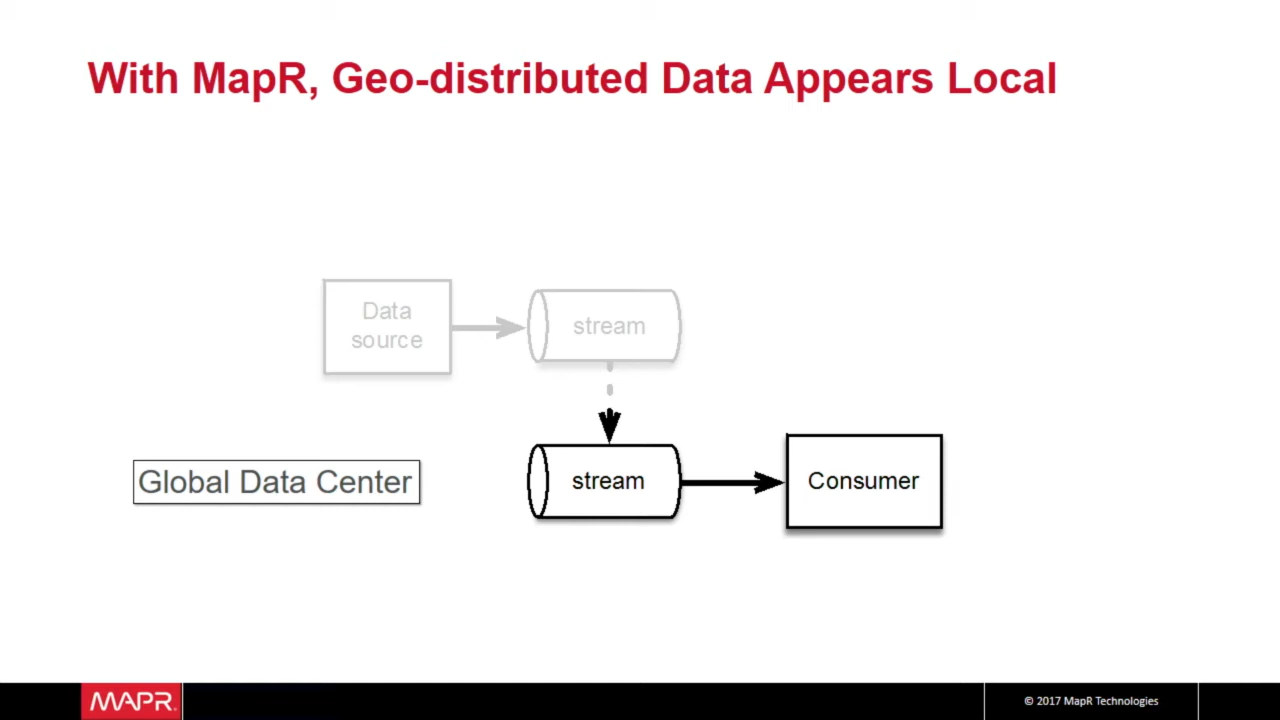 With MapR, Geo-distributed Data Appears Local
Data
source
stream
Global Data Center
stream
Consumer
MAPR
© 2017 MapR Technologies